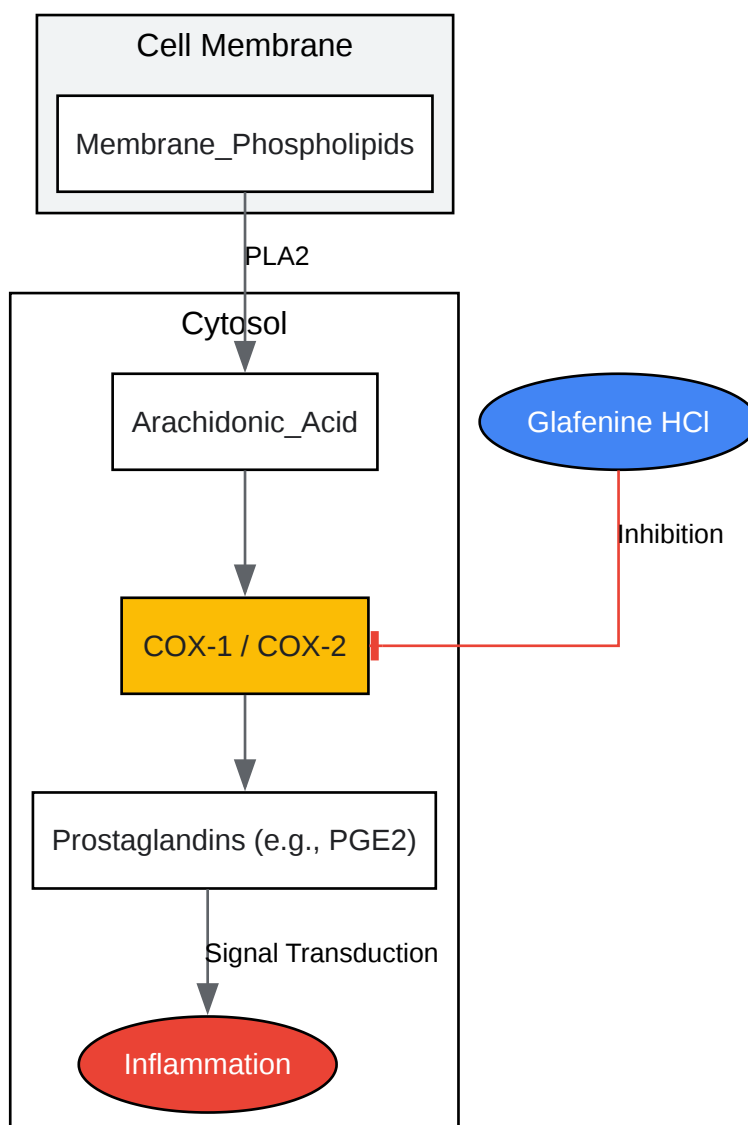 Cell Membrane
Membrane_Phospholipids
PLA2
Cytosol
Arachidonic_Acid
Glafenine HCl
Inhibition
COX-1 / COX-2
Prostaglandins (e.g., PGE2)
Signal Transduction
Inflammation